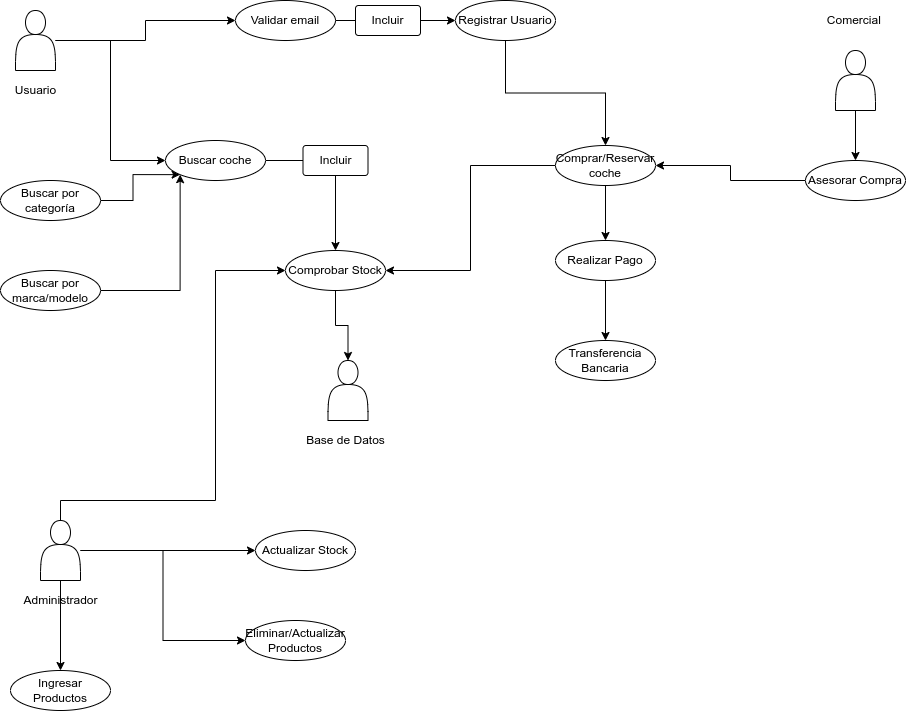 Validar email
Incluir
Registrar Usuario
Comercial
Usuario
Buscar coche
Incluir
Comprar/Reservar
coche
Asesorar Compra
Buscar por
categoría
Comprobar Stock
Realizar Pago
Buscar por
marca/modelo
Transferencia
Bancaria
Base de Datos
Actualizar Stock
Administrador
Eliminar/Actualizar
Productos
Ingresar
Productos